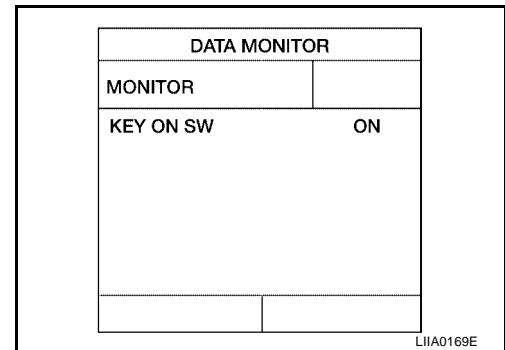 DATA MONITOR
MONITOR
KEY ON SW ON
LIIA0169E